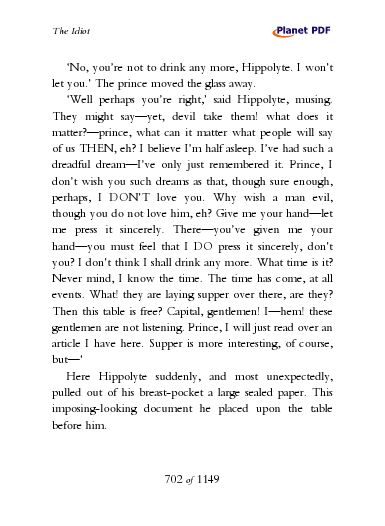 The Idiot
Planet PDF
'No, you're not to drink any more, Hippolyte. I won't
let you.' The prince moved the glass away.
'Well perhaps you're right,' said Hippolyte, musing.
They might say—yet, devil take them! what does it
matter?—prince, what can it matter what people will say
of us THEN, eh? I believe I'm half asleep. I've had such a
dreadful dream—I've only just remembered it. Prince, I
don't wish you such dreams as that, though sure enough,
perhaps, I DON'T love you. Why wish a man evil,
though you do not love him, eh? Give me your hand—let
me press it sincerely. There—you've given me your
hand—you must feel that I DO press it sincerely, don't
you? I don't think I shall drink any more. What time is it?
Never mind, I know the time. The time has come, at all
events. What! they are laying supper over there, are they?
Then this table is free? Capital, gentlemen! I—hem! these
gentlemen are not listening. Prince, I will just read over an
article I have here. Supper is more interesting, of course,
but—'
Here Hippolyte suddenly, and most unexpectedly,
pulled out of his breast-pocket a large sealed paper. This
imposing-looking document he placed upon the table
before him.
702 of 1149